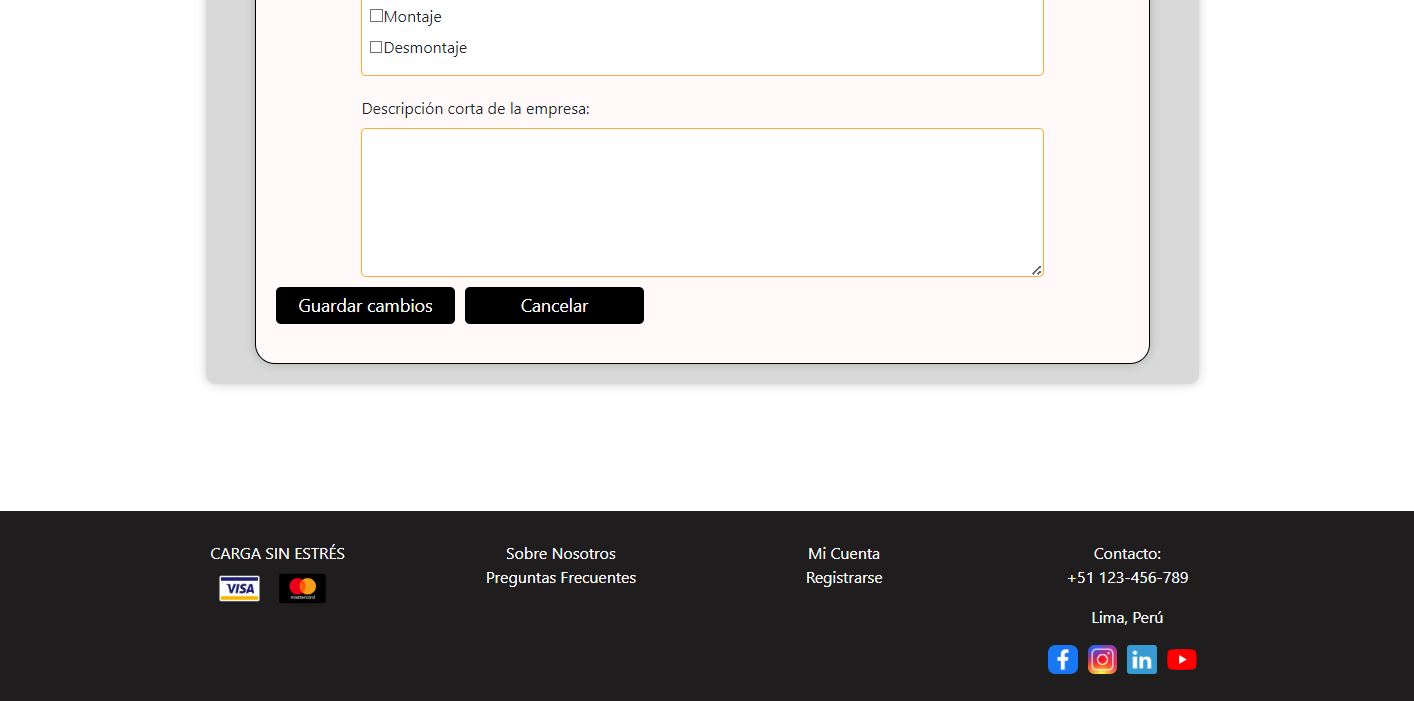 Montaje
Desmontaje
Descripción corta de la empresa:
Guardar cambios
Cancelar
CARGA SIN ESTRÉS
VISA
mastercard
Sobre Nosotros
Preguntas Frecuentes
Mi Cuenta
Registrarse
Contacto:
+51 123-456-789
Lima, Perú
in